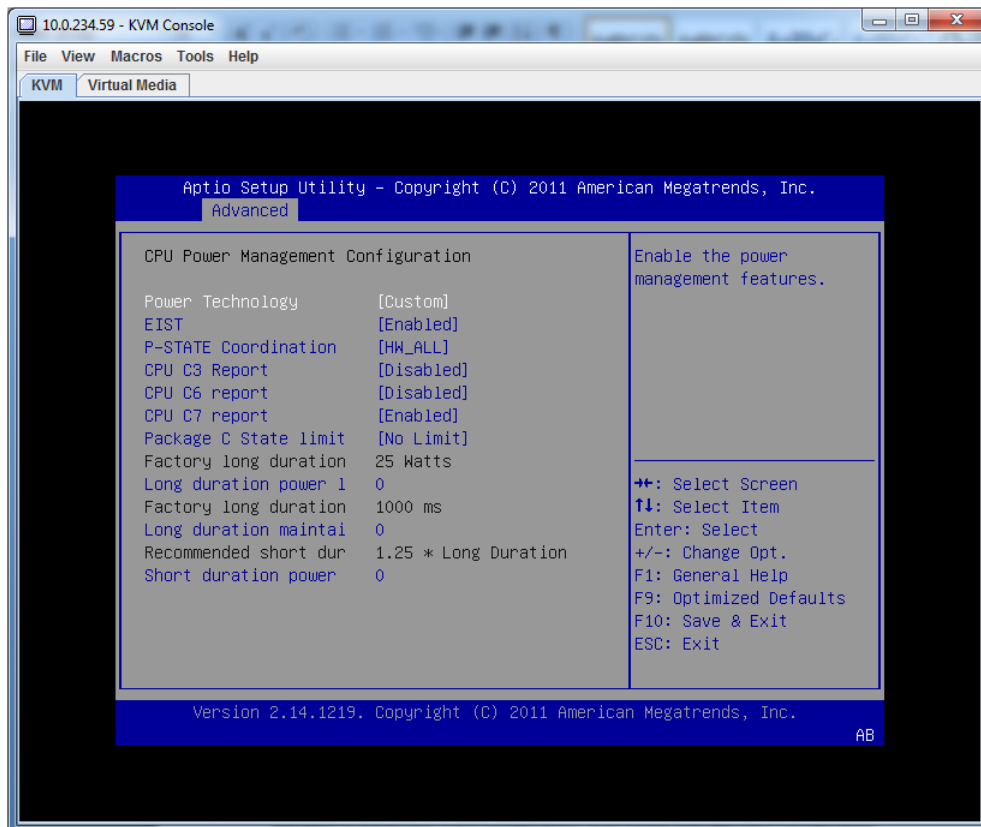 10.0.234.59 - KVM Console
File View Macros Tools Help
KVM Virtual Media
Aptio Setup Utility – Copyright (C) 2011 American Megatrends, Inc.
Advanced
CPU Power Management Configuration
Power Technology [Custom]
EIST [Enabled]
P-STATE Coordination [HW_ALL]
CPU C3 Report [Disabled]
CPU C6 report [Disabled]
CPU C7 report [Enabled]
Package C State limit [No Limit]
Factory long duration 25 Watts
Long duration power l 0
Factory long duration 1000 ms
Long duration maintai 0
Recommended short dur 1.25 * Long Duration
Short duration power 0
Enable the power
management features.
→←: Select Screen
↑↓: Select Item
Enter: Select
+/-: Change Opt.
F1: General Help
F9: Optimized Defaults
F10: Save & Exit
ESC: Exit
Version 2.14.1219. Copyright (C) 2011 American Megatrends, Inc.
AB